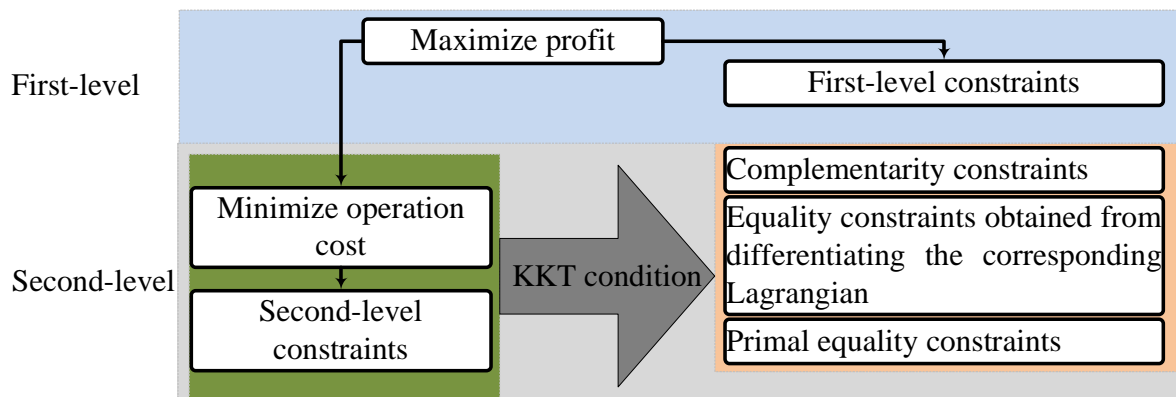 Maximize profit
First-level
First-level constraints
Complementarity constraints
Minimize operation
cost
Equality constraints obtained from
differentiating the corresponding
Lagrangian
Second-level
KKT condition
Second-level
constraints
Primal equality constraints